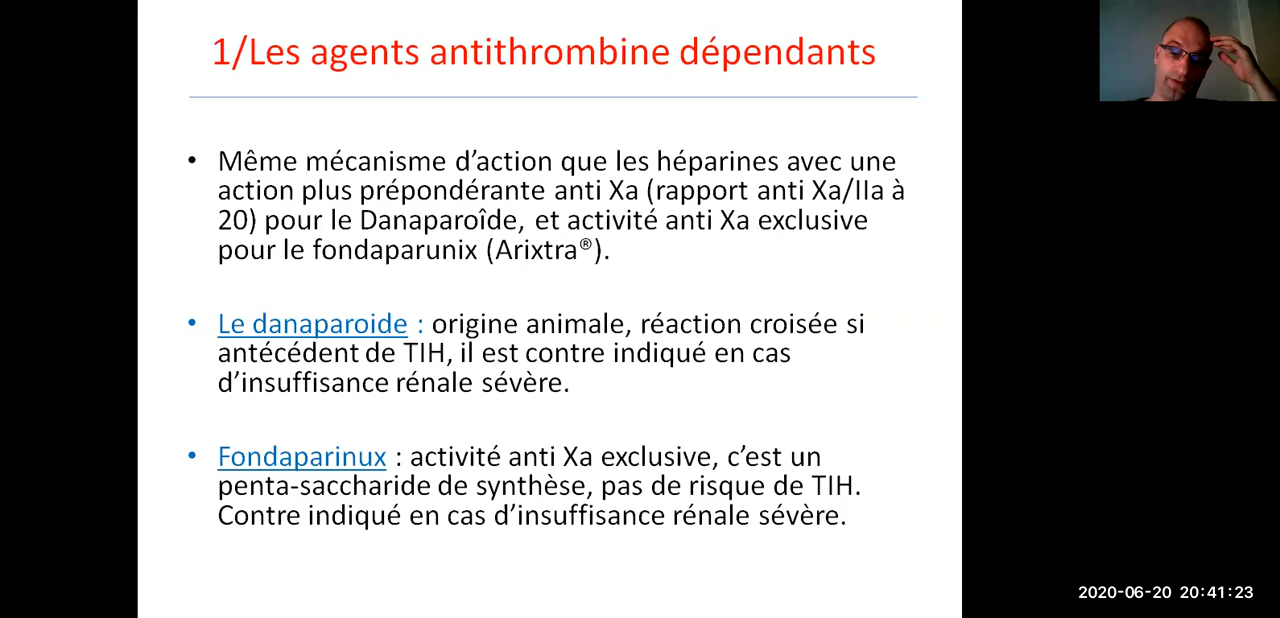 1/Les agents antithrombine dépendants
• Même mécanisme d’action que les héparines avec une
action plus prépondérante anti Xa (rapport anti Xa/IIa à
20) pour le Danaparoîde, et activité anti Xa exclusive
pour le fondaparunix (Arixtra®).
• Le danaparoide : origine animale, réaction croisée si
antécédent de TIH, il est contre indiqué en cas
d’insuffisance rénale sévère.
• Fondaparinux : activité anti Xa exclusive, c’est un
penta-saccharide de synthèse, pas de risque de TIH.
Contre indiqué en cas d’insuffisance rénale sévère.
2020-06-20 20:41:23